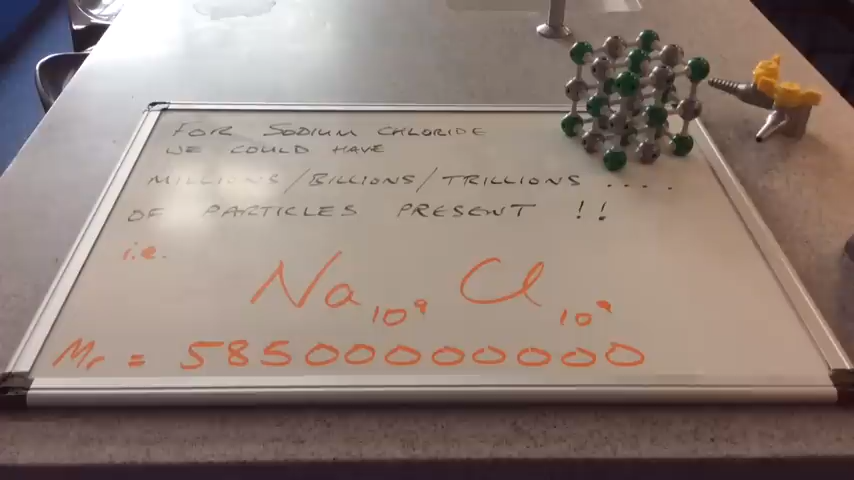 FOR SODIUM CHLORIDE
WE COULD HAVE
MILLIONS/BILLIONS/TRILLIONS .....
OF PARTICLES PRESENT !!
i.e.
Na₁₀⁹ Cl₁₀⁹
Mr = 58500000000